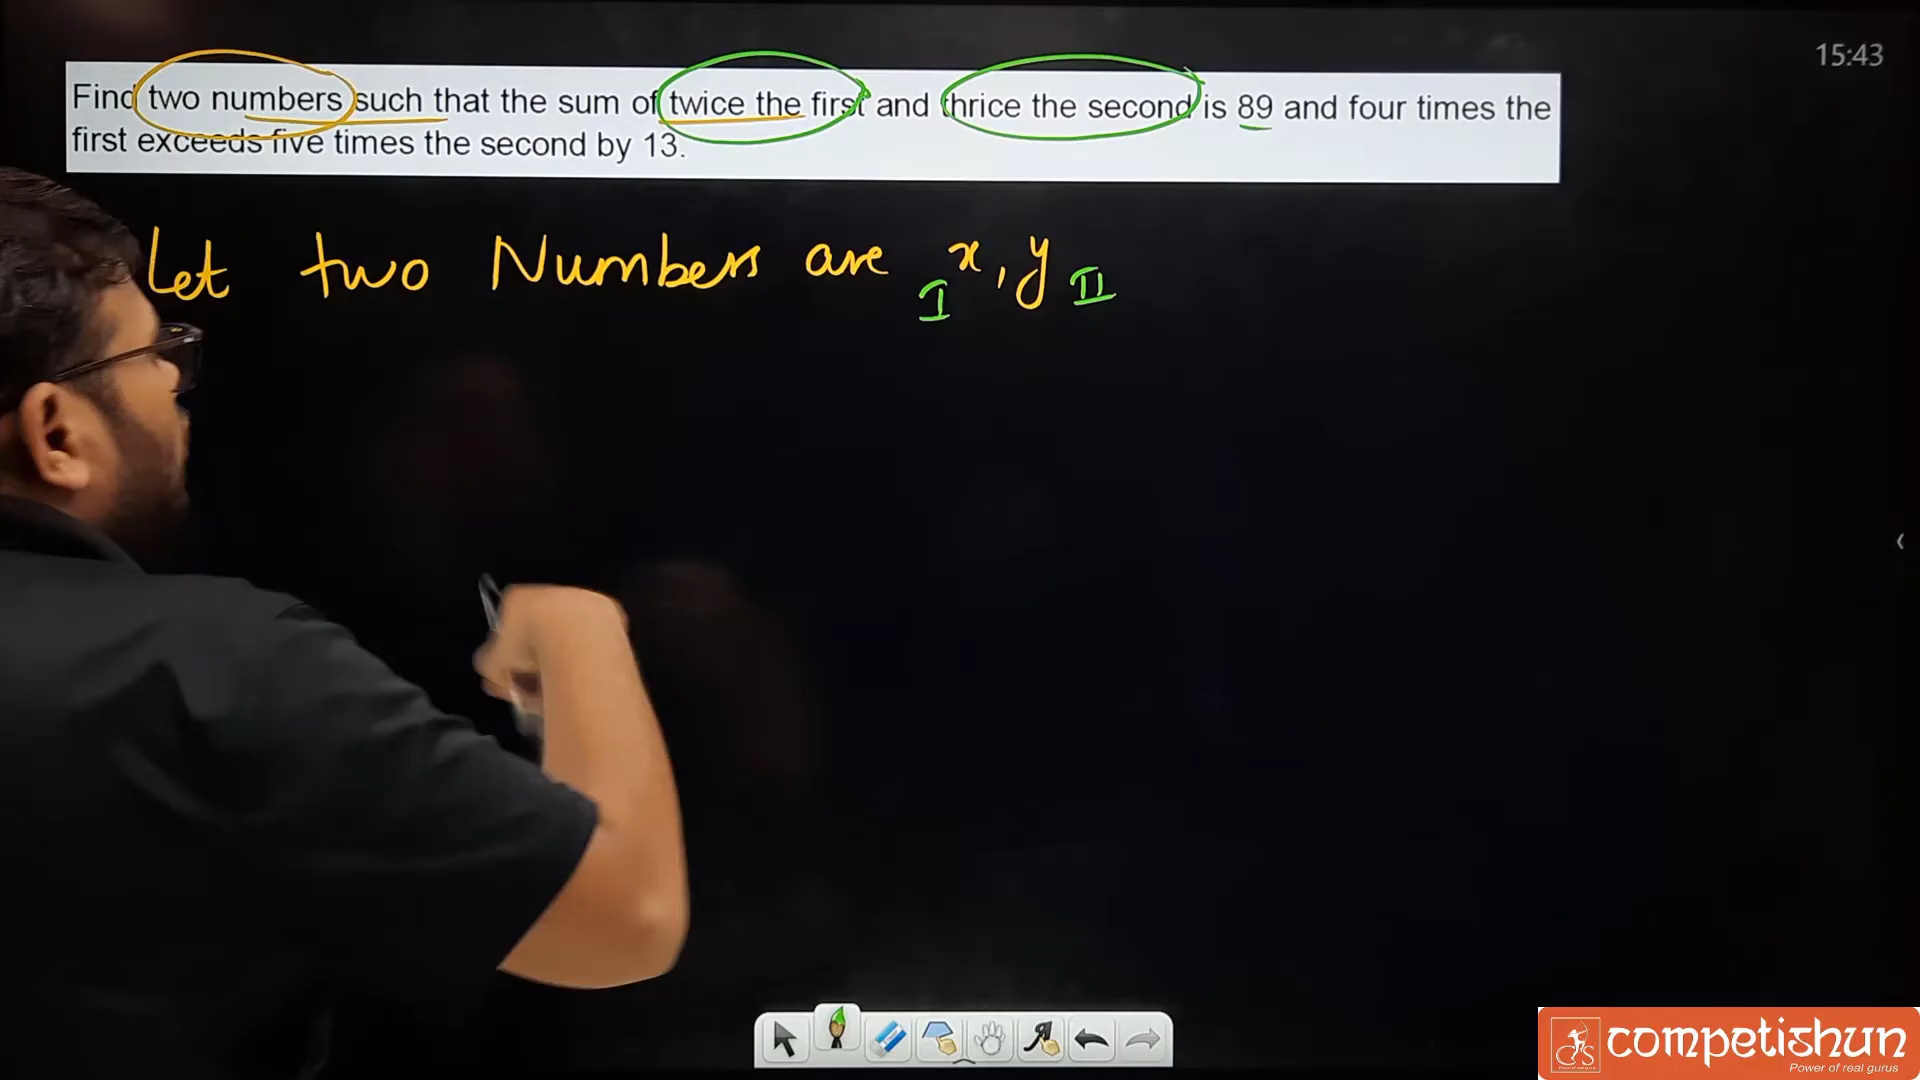 15:43
Find two numbers such that the sum of twice the first and thrice the second is 89 and four times the
first exceeds five times the second by 13.
Let two Numbers are x, y
I II
competishun
Power of real gurus